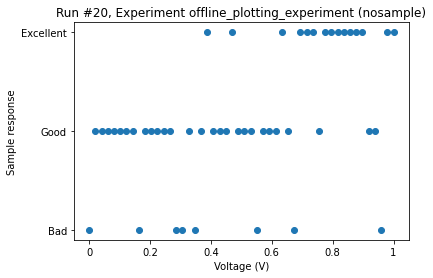 Run #20, Experiment offline_plotting_experiment (nosample)
Excellent
Good
Bad
Sample response
0 0.2 0.4 0.6 0.8 1
Voltage (V)